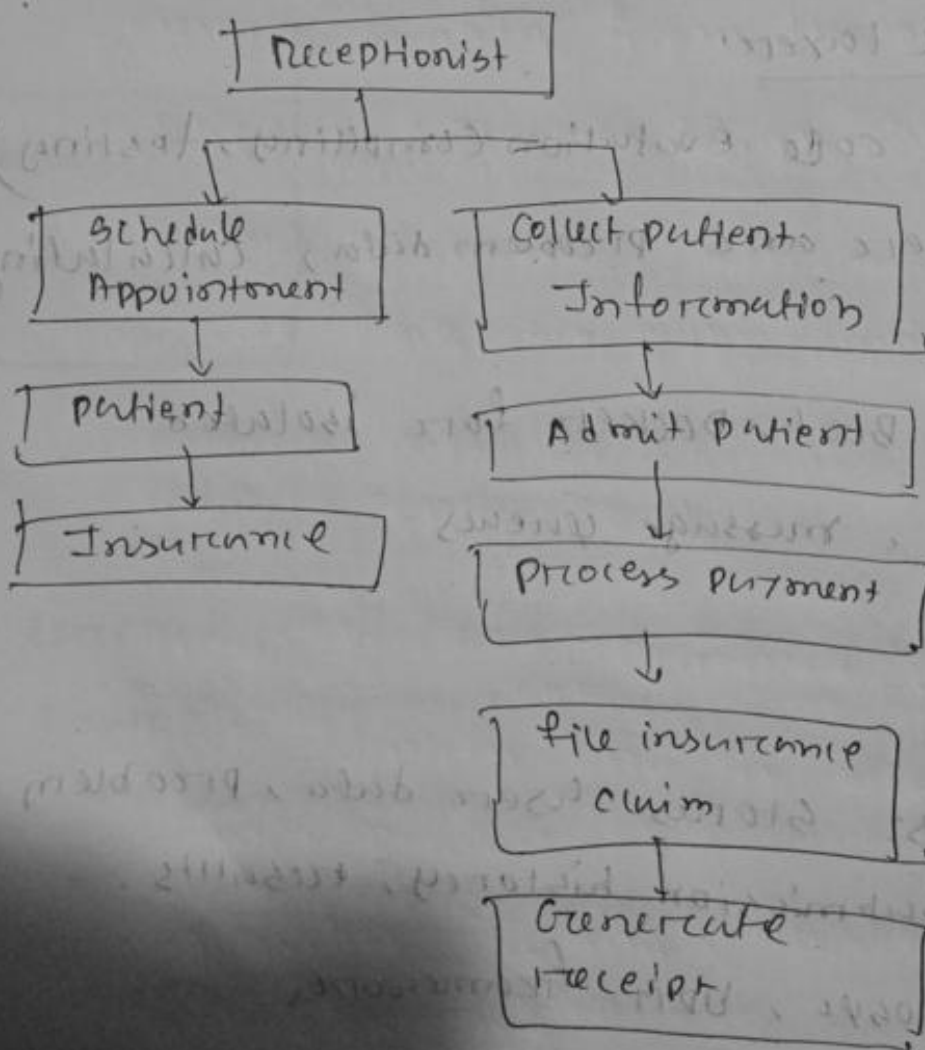 Receptionist
Schedule
Appointment
Collect patient
Information
patient
Admit patient
Insurance
process payment
file insurance
claim
Generate
receipt